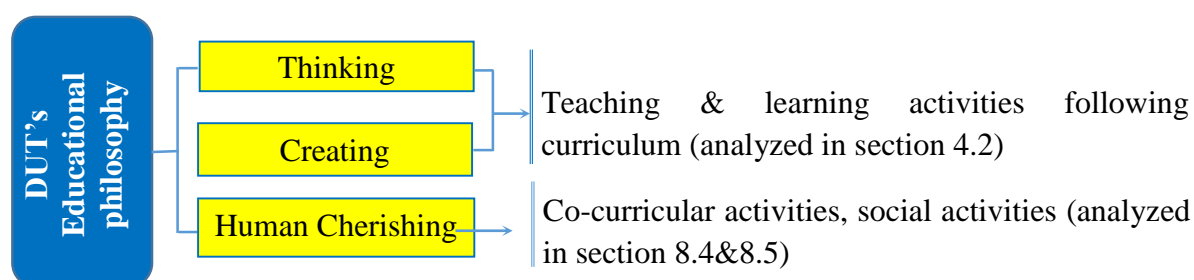 DUT's
Educational
philosophy
Thinking
Creating
Human Cherishing
Teaching & learning activities following
curriculum (analyzed in section 4.2)
Co-curricular activities, social activities (analyzed
in section 8.4&8.5)